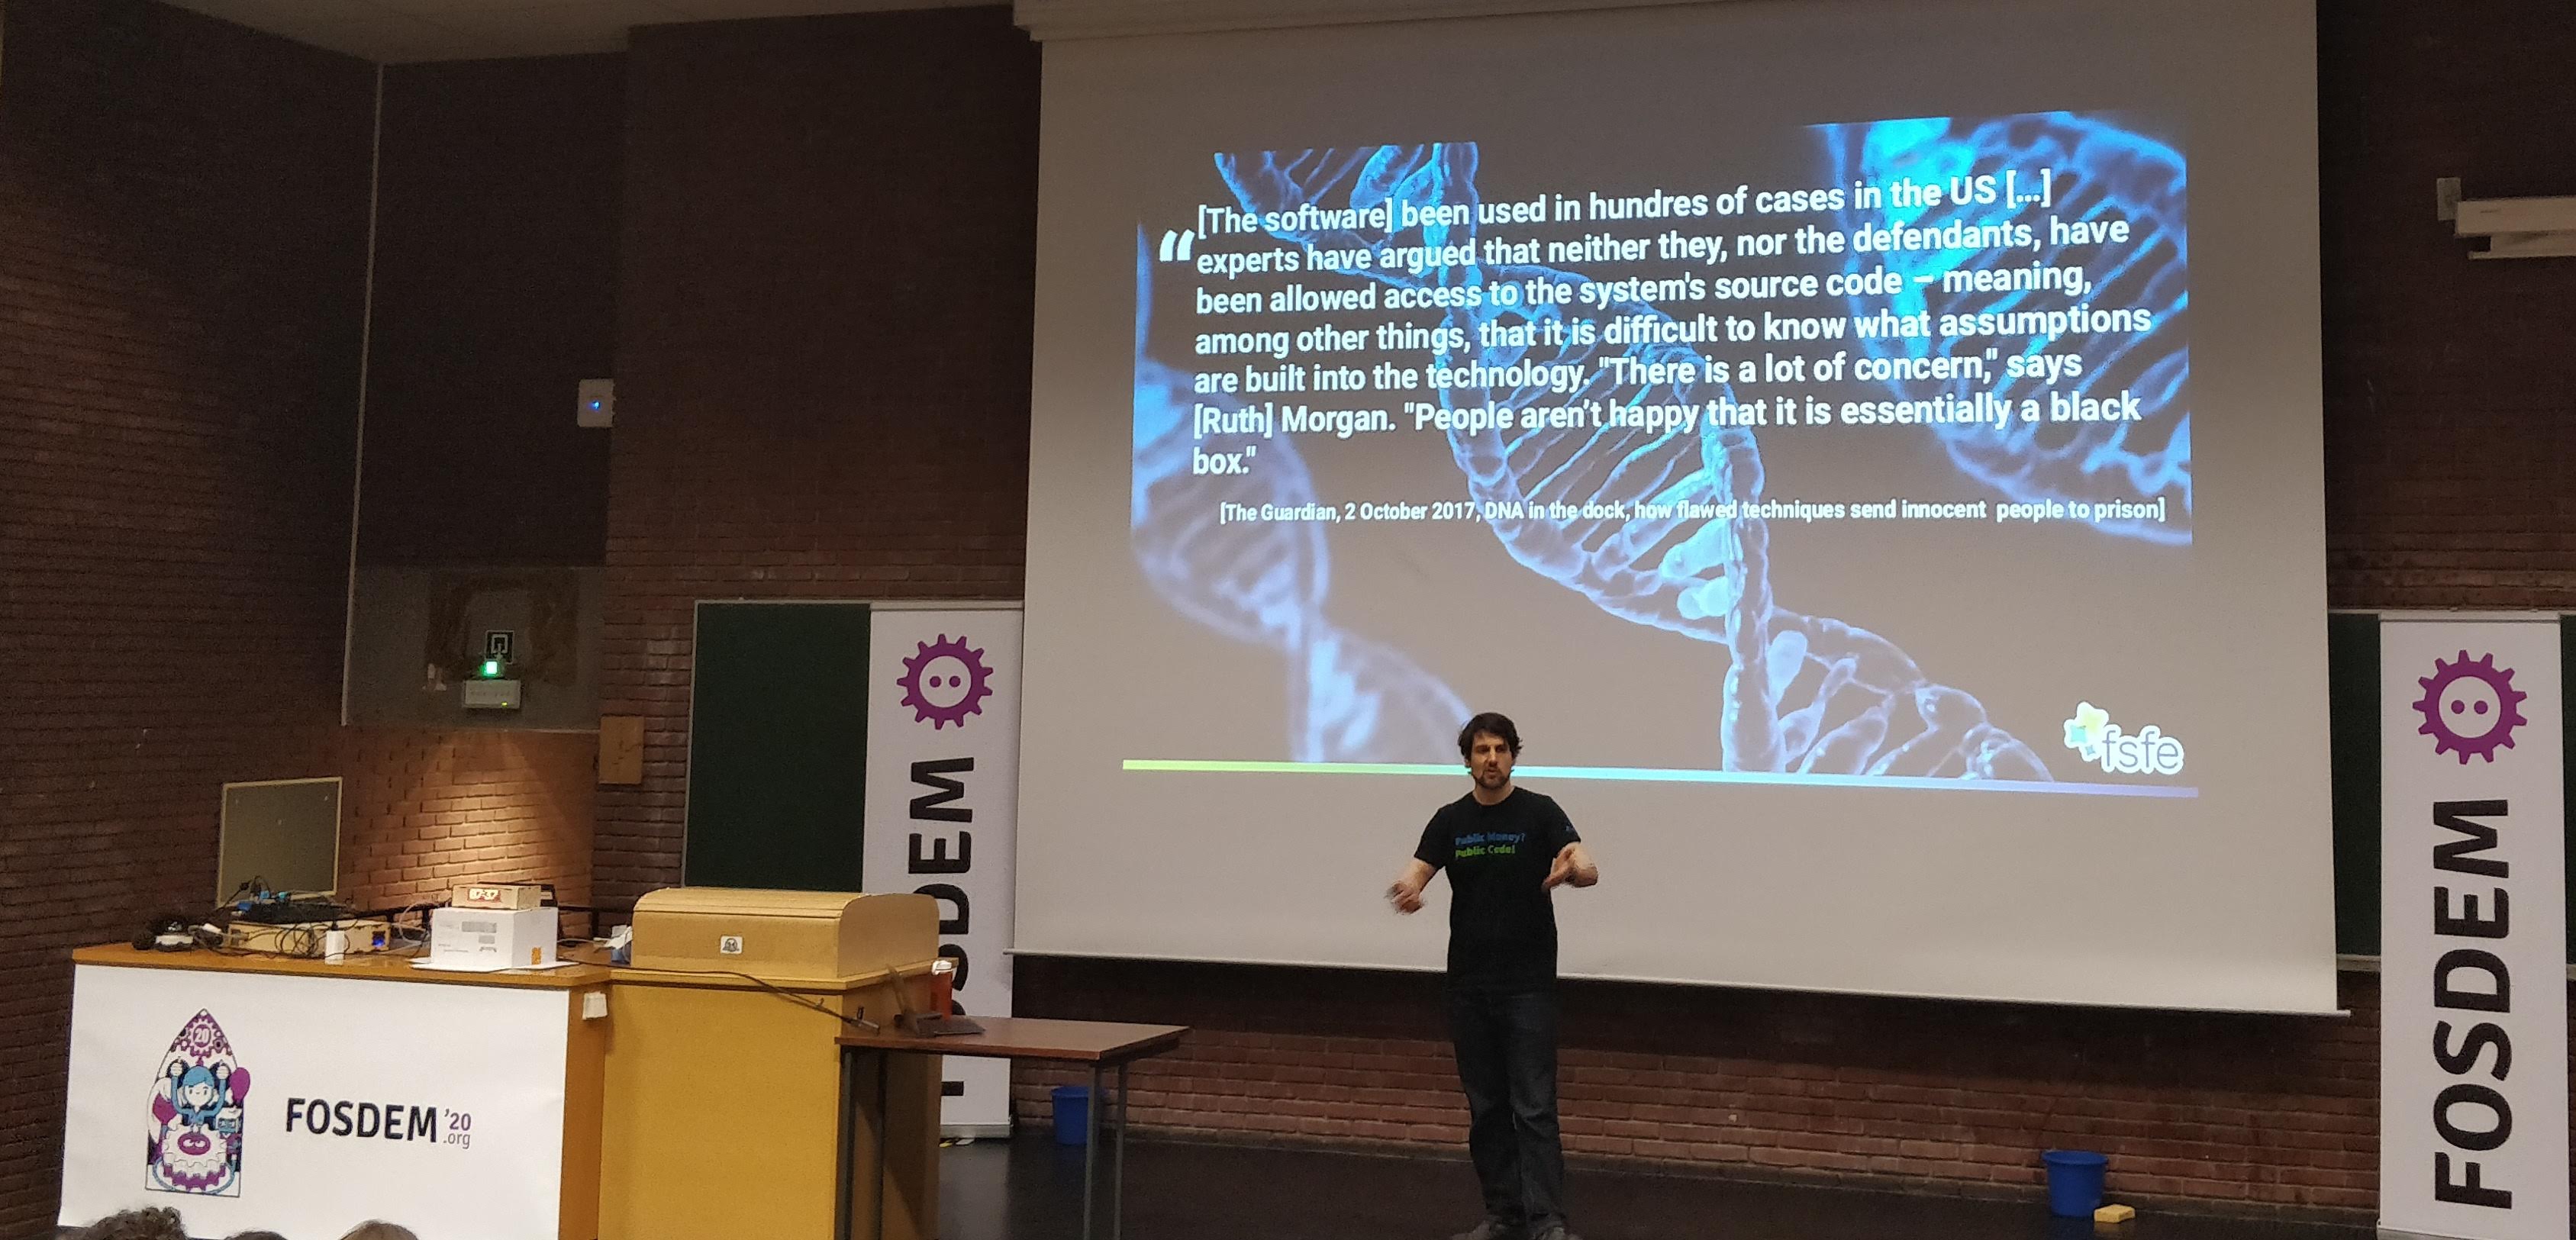 “
[The software] been used in hundres of cases in the US [...]
experts have argued that neither they, nor the defendants, have
been allowed access to the system's source code – meaning,
among other things, that it is difficult to know what assumptions
are built into the technology. "There is a lot of concern," says
[Ruth] Morgan. "People aren't happy that it is essentially a black
box."
[The Guardian, 2 October 2017, DNA in the dock, how flawed techniques send innocent people to prison]
fsfe
Public Money?
Public Code!
FOSDEM
FOSDEM
20
FOSDEM '20
.org